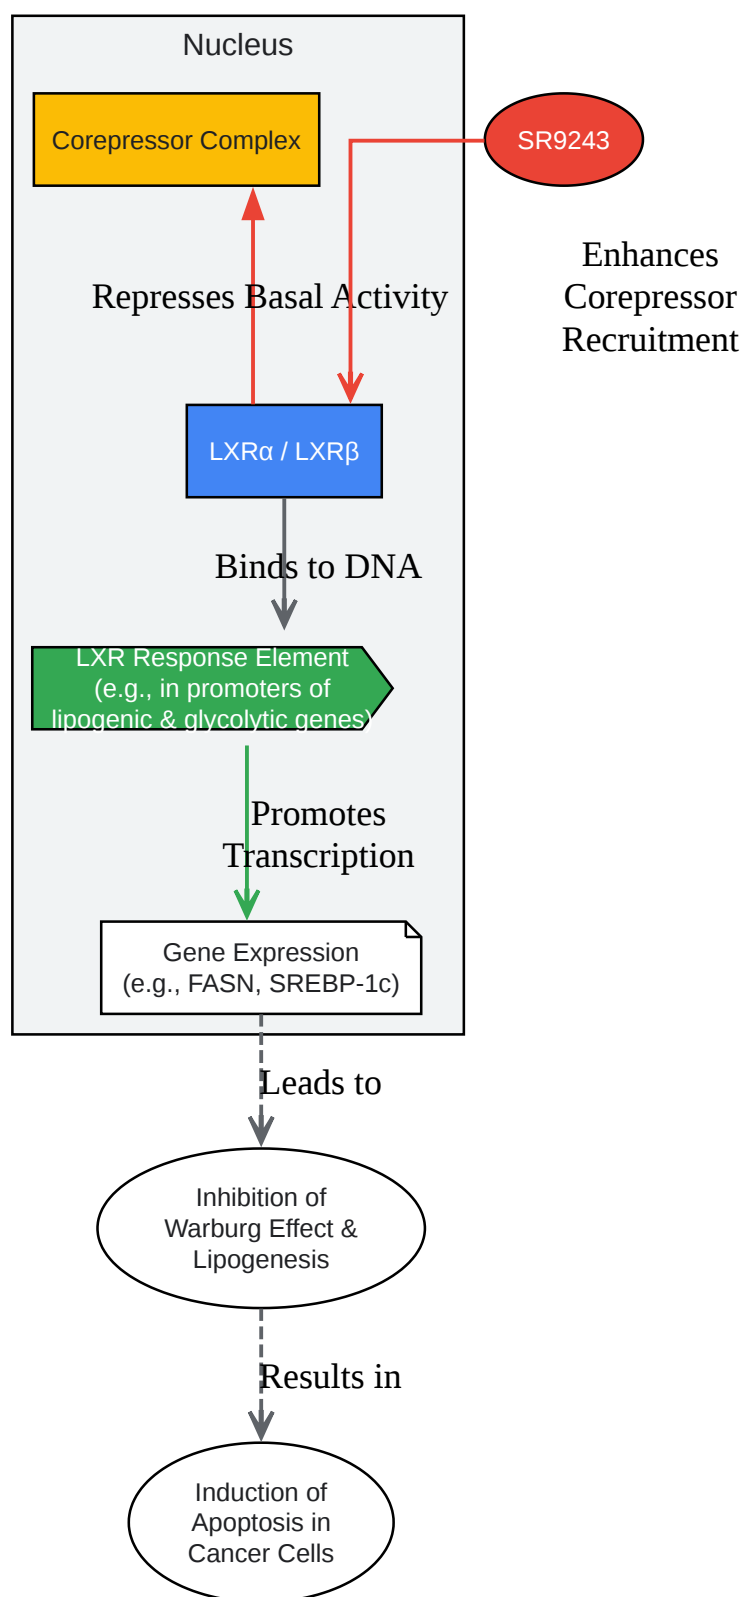 Nucleus
Corepressor Complex
SR9243
Enhances
Corepressor
Recruitment
Represses Basal Activity
LXRα / LXRβ
Binds to DNA
LXR Response Element
(e.g., in promoters of
lipogenic & glycolytic genes)
Promotes
Transcription
Gene Expression
(e.g., FASN, SREBP-1c)
Leads to
Inhibition of
Warburg Effect &
Lipogenesis
Results in
Induction of
Apoptosis in
Cancer Cells